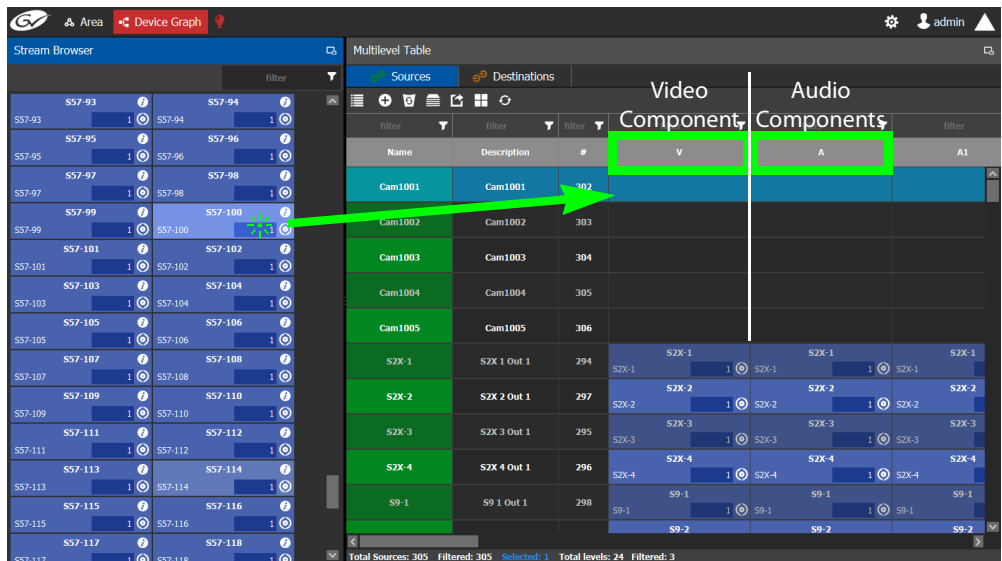 GV Area Device Graph admin
Stream Browser
filter
S57-93 i S57-94 i
S57-93 1 S57-94 1
S57-95 i S57-96 i
S57-95 1 S57-96 1
S57-97 i S57-98 i
S57-97 1 S57-98 1
S57-99 i S57-100 i
S57-99 1 S57-100 1
S57-101 i S57-102 i
S57-101 1 S57-102 1
S57-103 i S57-104 i
S57-103 1 S57-104 1
S57-105 i S57-106 i
S57-105 1 S57-106 1
S57-107 i S57-108 i
S57-107 1 S57-108 1
S57-109 i S57-110 i
S57-109 1 S57-110 1
S57-111 i S57-112 i
S57-111 1 S57-112 1
S57-113 i S57-114 i
S57-113 1 S57-114 1
S57-115 i S57-116 i
S57-115 1 S57-116 1
S57-117 i S57-118 i
S57-117 1 S57-118 1
Multilevel Table
Sources Destinations
Video Audio
Component Components
filter filter filter filter
Name Description # V A A1
Cam1001 Cam1001 302
Cam1002 Cam1002 303
Cam1003 Cam1003 304
Cam1004 Cam1004 305
Cam1005 Cam1005 306
S2X-1 S2X-1 S2X-1
S2X-1 S2X 1 Out 1 294
S2X-1 1 S2X-1 1 S2X-1
S2X-2 S2X-2 S2X-2
S2X-2 S2X 2 Out 1 297
S2X-2 1 S2X-2 1 S2X-2
S2X-3 S2X-3 S2X-3
S2X-3 S2X 3 Out 1 295
S2X-3 1 S2X-3 1 S2X-3
S2X-4 S2X-4 S2X-4
S2X-4 S2X 4 Out 1 296
S2X-4 1 S2X-4 1 S2X-4
S9-1 S9-1 S9-1
S9-1 S9 1 Out 1 298
S9-1 1 S9-1 1 S9-1
S9-2 S9-2 S9-2
Total Sources: 305 Filtered: 305 Selected: 1 Total levels: 24 Filtered: 3